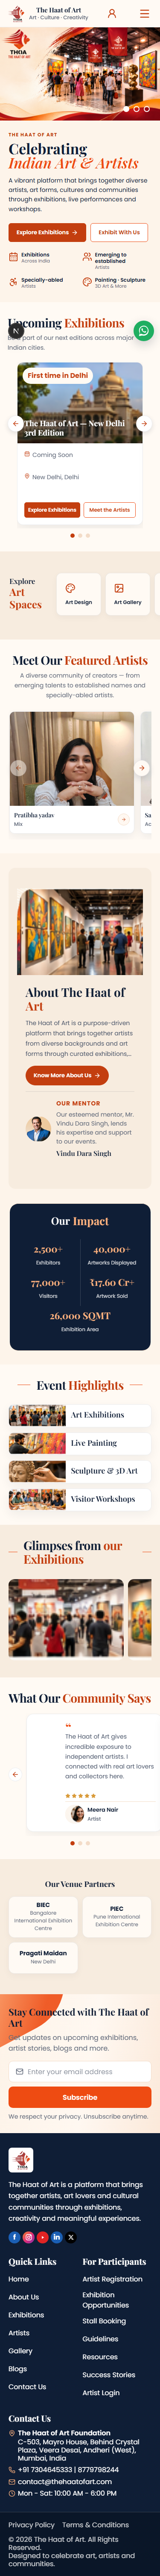 The Haat of Art
Art · Culture · Creativity
THOA
THE HAAT OF ART
THE HAAT OF ART
Celebrating
Indian Art & Artists
A vibrant platform that brings together diverse
artists, art forms, cultures and communities
through exhibitions, live performances and
workshops.
Explore Exhibitions →
Exhibit With Us
Exhibitions
Across India
Emerging to
established
Artists
Specially-abled
Artists
Painting · Sculpture
3D Art & More
Upcoming Exhibitions
part of our next editions across major
Indian cities.
N
First time in Delhi
The Haat of Art — New Delhi
3rd Edition
Coming Soon
New Delhi, Delhi
Explore Exhibitions
Meet the Artists
Explore
Art
Spaces
Art Design
Art Gallery
Meet Our Featured Artists
A diverse community of creators — from
emerging talents to established names and
specially-abled artists.
Pratibha yadav
Mix
Sa
Ac
About The Haat of
Art
The Haat of Art is a purpose-driven
platform that brings together artists
from diverse backgrounds and art
forms through curated exhibitions,...
Know More About Us →
OUR MENTOR
Our esteemed mentor, Mr.
Vindu Dara Singh, lends
his expertise and support
to our events.
Vindu Dara Singh
Our Impact
2,500+
Exhibitors
40,000+
Artworks Displayed
77,000+
Visitors
₹17.60 Cr+
Artwork Sold
26,000 SQMT
Exhibition Area
Event Highlights
Art Exhibitions
Live Painting
Sculpture & 3D Art
Visitor Workshops
Glimpses from our
Exhibitions
What Our Community Says
The Haat of Art gives
incredible exposure to
independent artists. I
connected with real art lovers
and collectors here.
★★★★★
Meera Nair
Artist
Our Venue Partners
BIEC
Bangalore
International Exhibition
Centre
PIEC
Pune International
Exhibition Centre
Pragati Maidan
New Delhi
Stay Connected with The Haat of
Art
Get updates on upcoming exhibitions,
artist stories, blogs and more.
Enter your email address
Subscribe
We respect your privacy. Unsubscribe anytime.
The Haat of Art is a platform that brings
together artists, art lovers and cultural
communities through exhibitions,
creativity and meaningful experiences.
Quick Links
Home
About Us
Exhibitions
Artists
Gallery
Blogs
Contact Us
For Participants
Artist Registration
Exhibition
Opportunities
Stall Booking
Guidelines
Resources
Success Stories
Artist Login
Contact Us
The Haat of Art Foundation
C-503, Mayro House, Behind Crystal
Plaza, Veera Desai, Andheri (West),
Mumbai, India
+91 7304645333 | 8779798244
contact@thehaatofart.com
Mon - Sat: 10:00 AM - 6:00 PM
Privacy Policy
Terms & Conditions
© 2026 The Haat of Art. All Rights
Reserved.
Designed to celebrate art, artists and
communities.